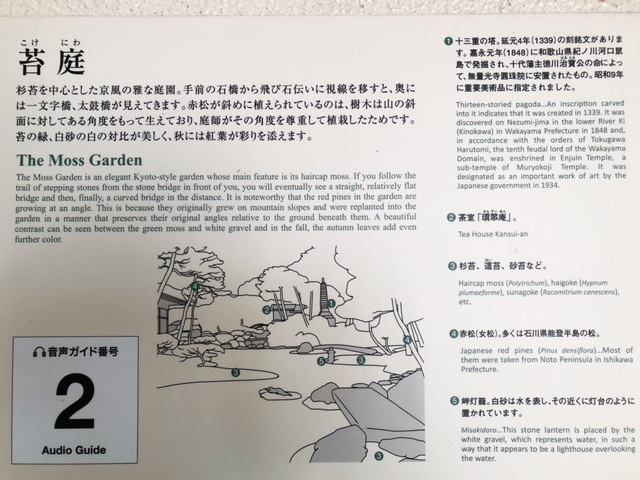 こけ にわ
苔庭
杉苔を中心とした京風の雅な庭園。手前の石橋から飛び石伝いに視線を移すと、奥に
は一文字橋、太鼓橋が見えてきます。赤松が斜めに植えられているのは、樹木は山の斜
面に対してある角度をもって生えており、庭師がその角度を尊重して植栽したためです。
苔の緑、白砂の白の対比が美しく、秋には紅葉が彩りを添えます。
The Moss Garden
The Moss Garden is an elegant Kyoto-style garden whose main feature is its haircap moss. If you follow the
trail of stepping stones from the stone bridge in front of you, you will eventually see a straight, relatively flat
bridge and then, finally, a curved bridge in the distance. It is noteworthy that the red pines in the garden are
growing at an angle. This is because they originally grew on mountain slopes and were replanted into the
garden in a manner that preserves their original angles relative to the ground beneath them. A beautiful
contrast can be seen between the green moss and white gravel and in the fall, the autumn leaves add even
further color.
音声ガイド番号
2
Audio Guide
4
2
1
4
5
3
3
3
❶十三重の塔。延元4年(1339)の刻銘文がありま
す。嘉永元年(1848)に和歌山県紀ノ川河口鼠
島で発掘され、十代藩主徳川治寶公の命によっ
て、無量光寺圓珠院に安置されたもの。昭和9年
に重要美術品に指定されました。
Thirteen-storied pagoda…An inscription carved
into it indicates that it was created in 1339. It was
discovered on Nezumi-jima in the lower River Ki
(Kinokawa) in Wakayama Prefecture in 1848 and,
in accordance with the orders of Tokugawa
Harutomi, the tenth feudal lord of the Wakayama
Domain, was enshrined in Enjuin Temple, a
sub-temple of Muryokoji Temple. It was
designated as an important work of art by the
Japanese government in 1934.
❷茶室「環翠庵」。
Tea House Kansui-an
❸杉苔、這苔、砂苔など。
Haircap moss (Polytrichum), haigoke (Hypnum
plumaeforme), sunagoke (Racomitrium canescens),
etc.
❹赤松(女松)。多くは石川県能登半島の松。
Japanese red pines (Pinus densiflora)…Most of
them were taken from Noto Peninsula in Ishikawa
Prefecture.
❺岬灯籠。白砂は水を表し、その近くに灯台のように
置かれています。
Misakidoro…This stone lantern is placed by the
white gravel, which represents water, in such a
way that it appears to be a lighthouse overlooking
the water.